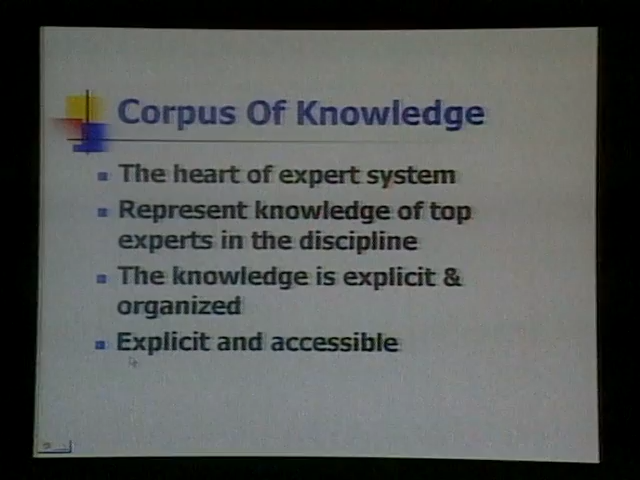 Corpus Of Knowledge
The heart of expert system
Represent knowledge of top
experts in the discipline
The knowledge is explicit &
organized
Explicit and accessible